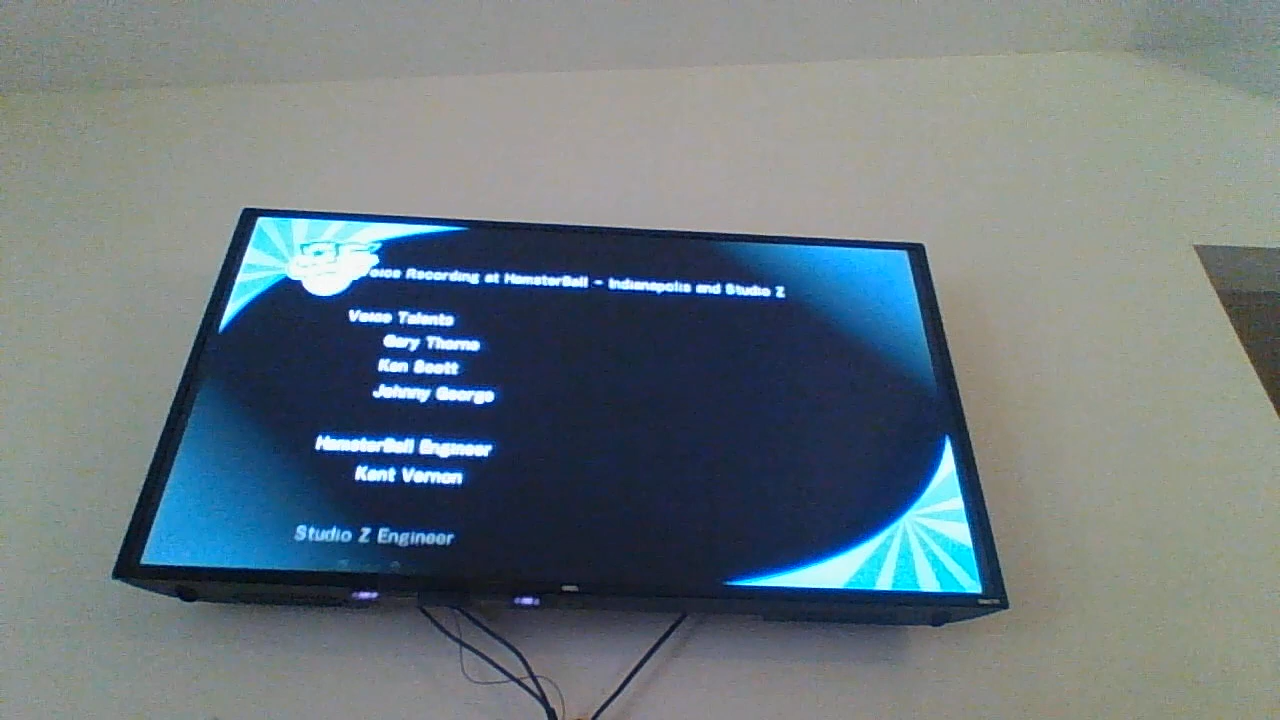 Voice Recording at HamsterBall - Indianapolis and Studio Z
Voice Talents
Gary Thorne
Ken Scott
Johnny George
HamsterBall Engineer
Kent Vernon
Studio Z Engineer